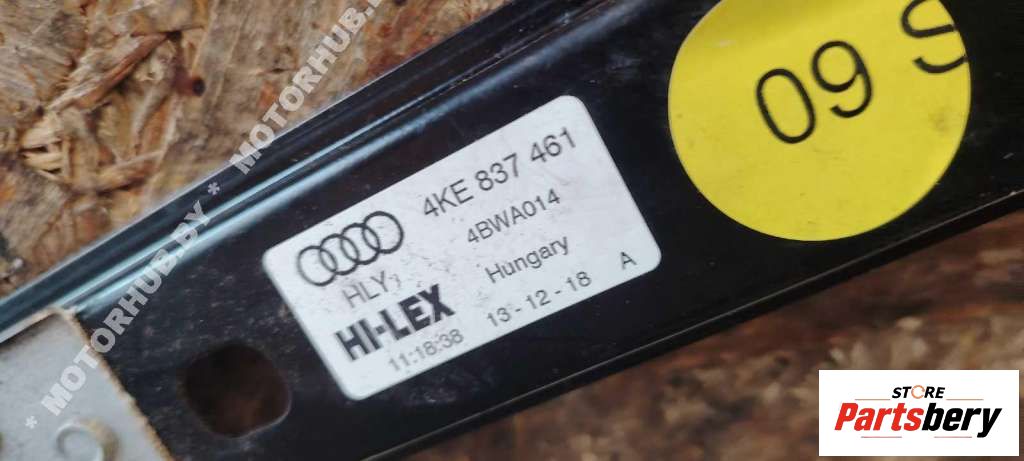 * MOTORHUB.BY * MOTORHUB.BY
09 S
4KE 837 461
4BWA014
HLY
HI-LEX
Hungary
11:18:38
13 - 12 - 18
A
STORE
Partsbery